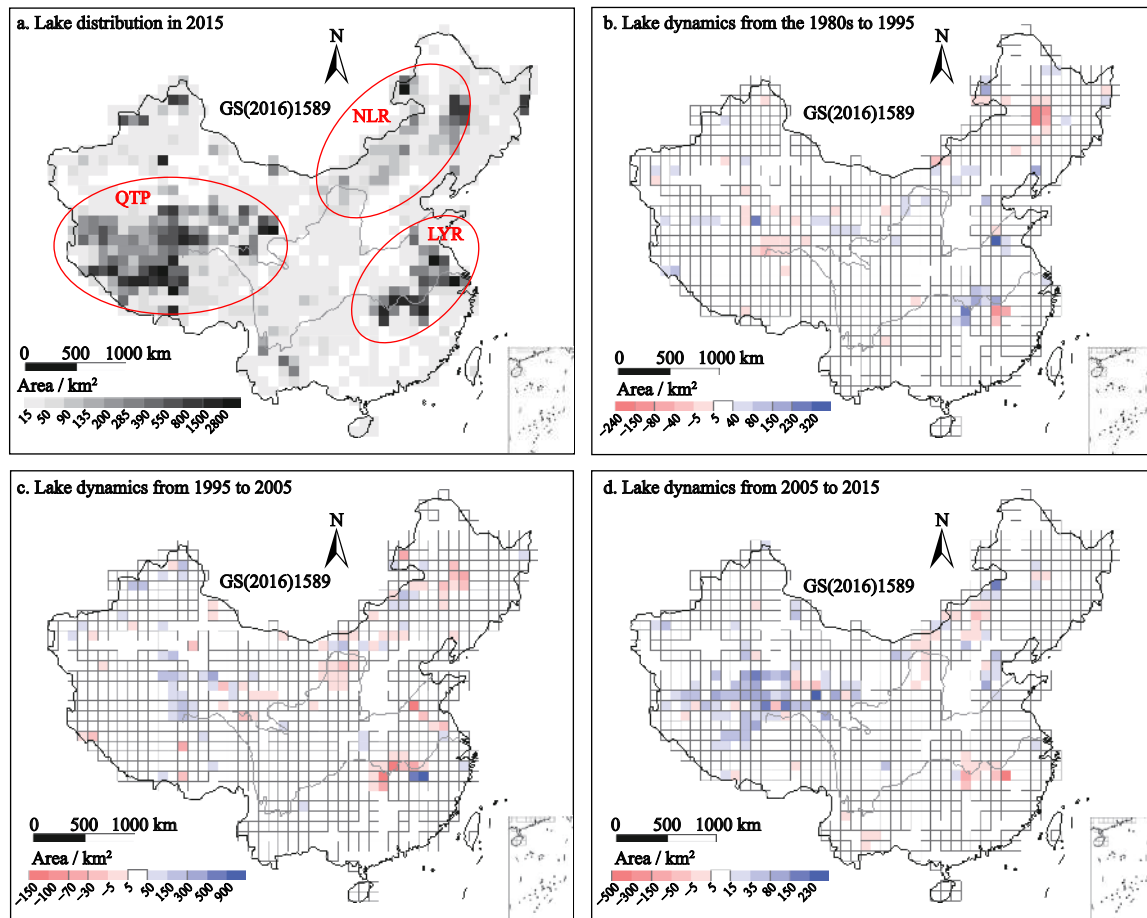 a. Lake distribution in 2015
N
GS(2016)1589
NLR
QTP
LYR
0 500 1000 km
Area / km²
15 50 90 135 200 285 390 550 800 1500 2800
b. Lake dynamics from the 1980s to 1995
N
GS(2016)1589
0 500 1000 km
Area / km²
−240 −150 −80 −40 −5 5 40 80 150 230 320
c. Lake dynamics from 1995 to 2005
N
GS(2016)1589
0 500 1000 km
Area / km²
−150 −100 −70 −30 −5 5 50 150 300 500 900
d. Lake dynamics from 2005 to 2015
N
GS(2016)1589
0 500 1000 km
Area / km²
−500 −300 −150 −50 −5 5 15 35 80 150 230